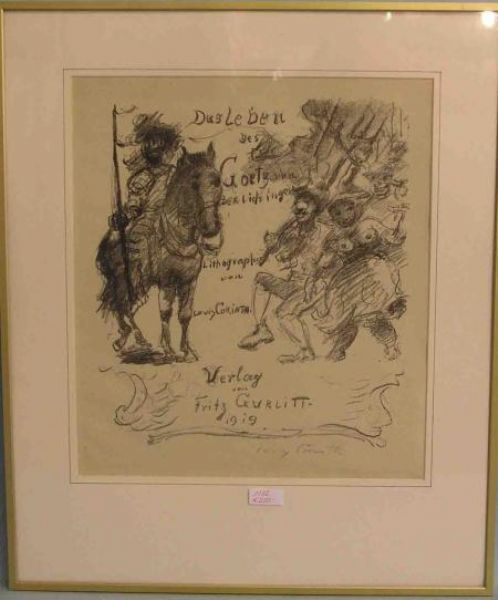 Das Leben
des
Goetz von
Berlichingen
Lithographien
von
Lovis Corinth.
Verlag
von
Fritz GURLITT-
1919
Lovis Corinth